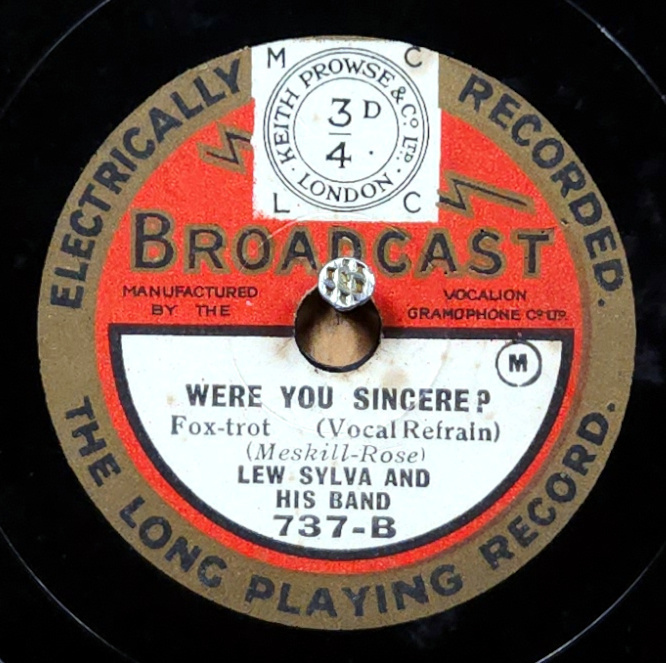 ELECTRICALLY RECORDED.
M C
KEITH PROWSE & Co LTD.
3D
4
· LONDON ·
L C
BROADCAST
MANUFACTURED
BY THE
VOCALION
GRAMOPHONE Co LTD.
M
WERE YOU SINCERE?
Fox-trot (Vocal Refrain)
(Meskill-Rose)
LEW SYLVA AND
HIS BAND
737-B
THE LONG PLAYING RECORD.